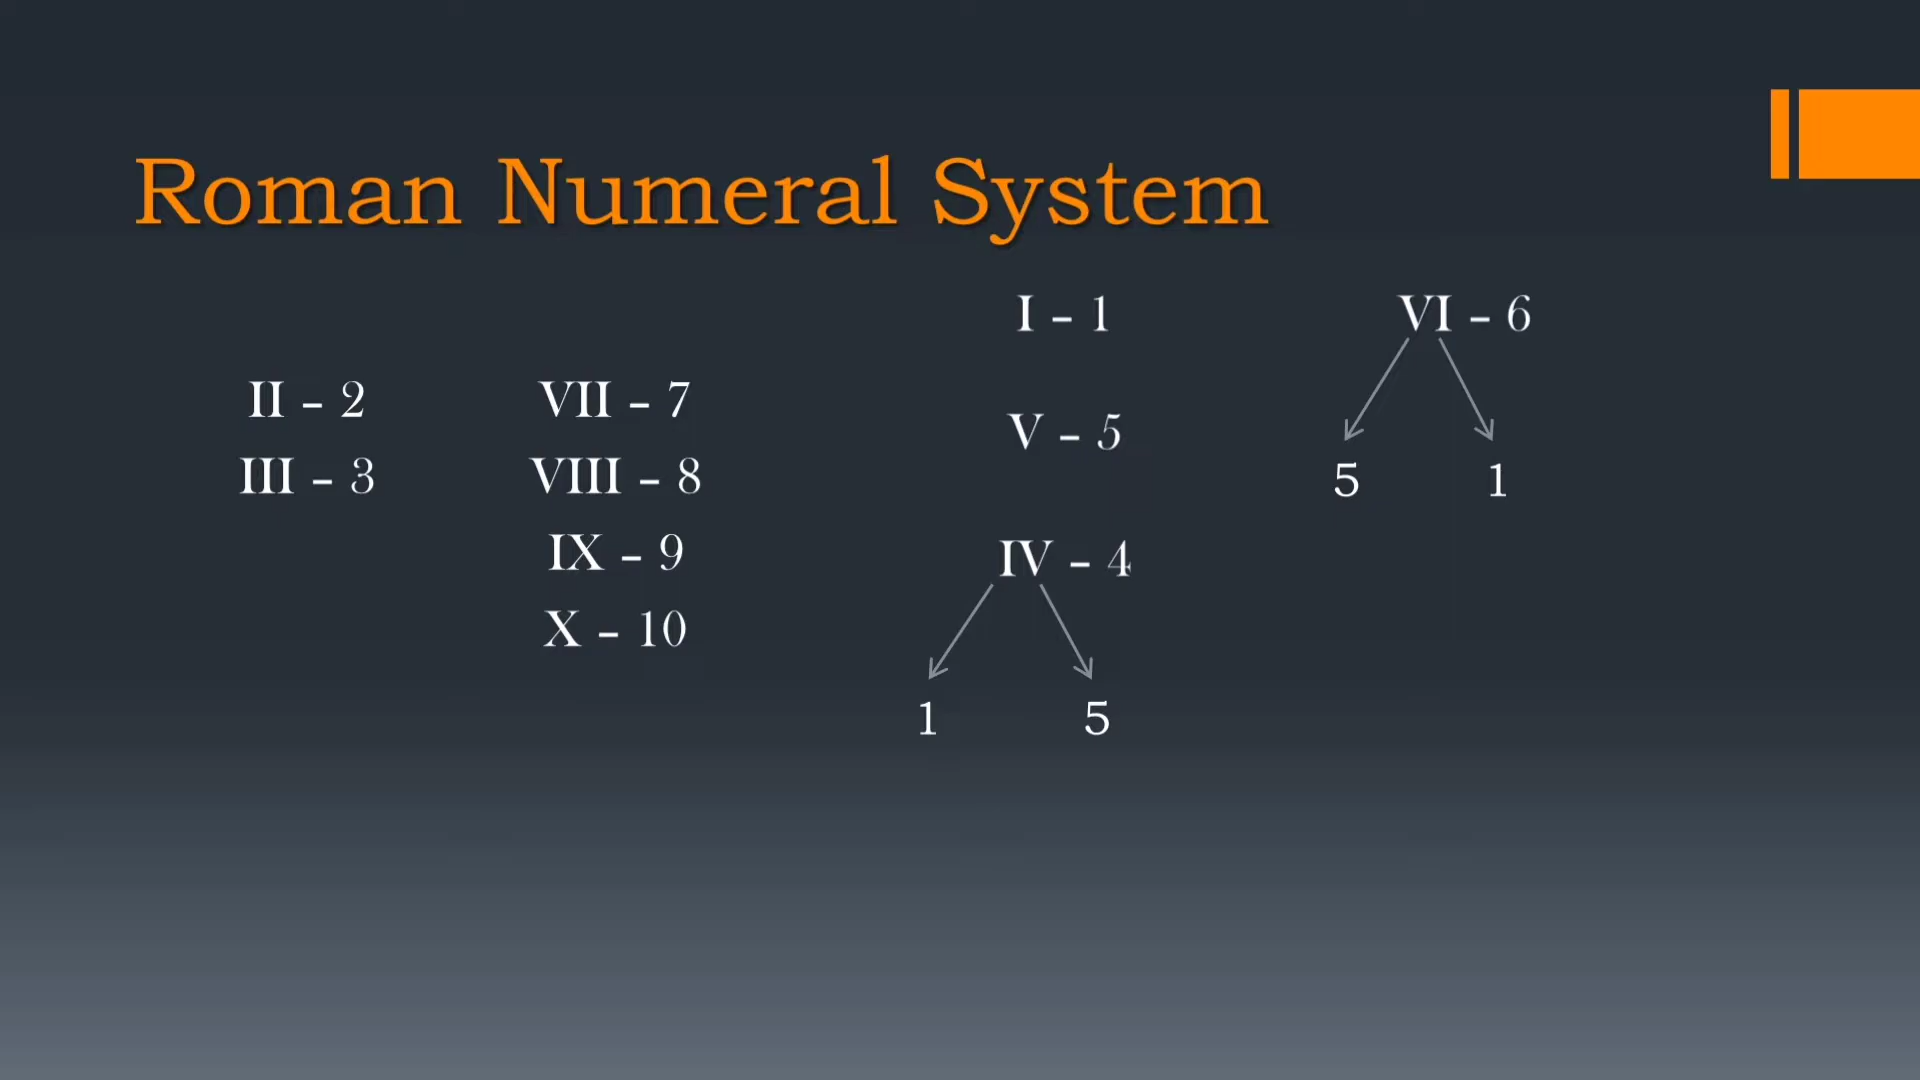 Roman Numeral System
II – 2
III – 3
VII – 7
VIII – 8
IX – 9
X – 10
I – 1
V – 5
IV – 4
1 5
VI – 6
5 1